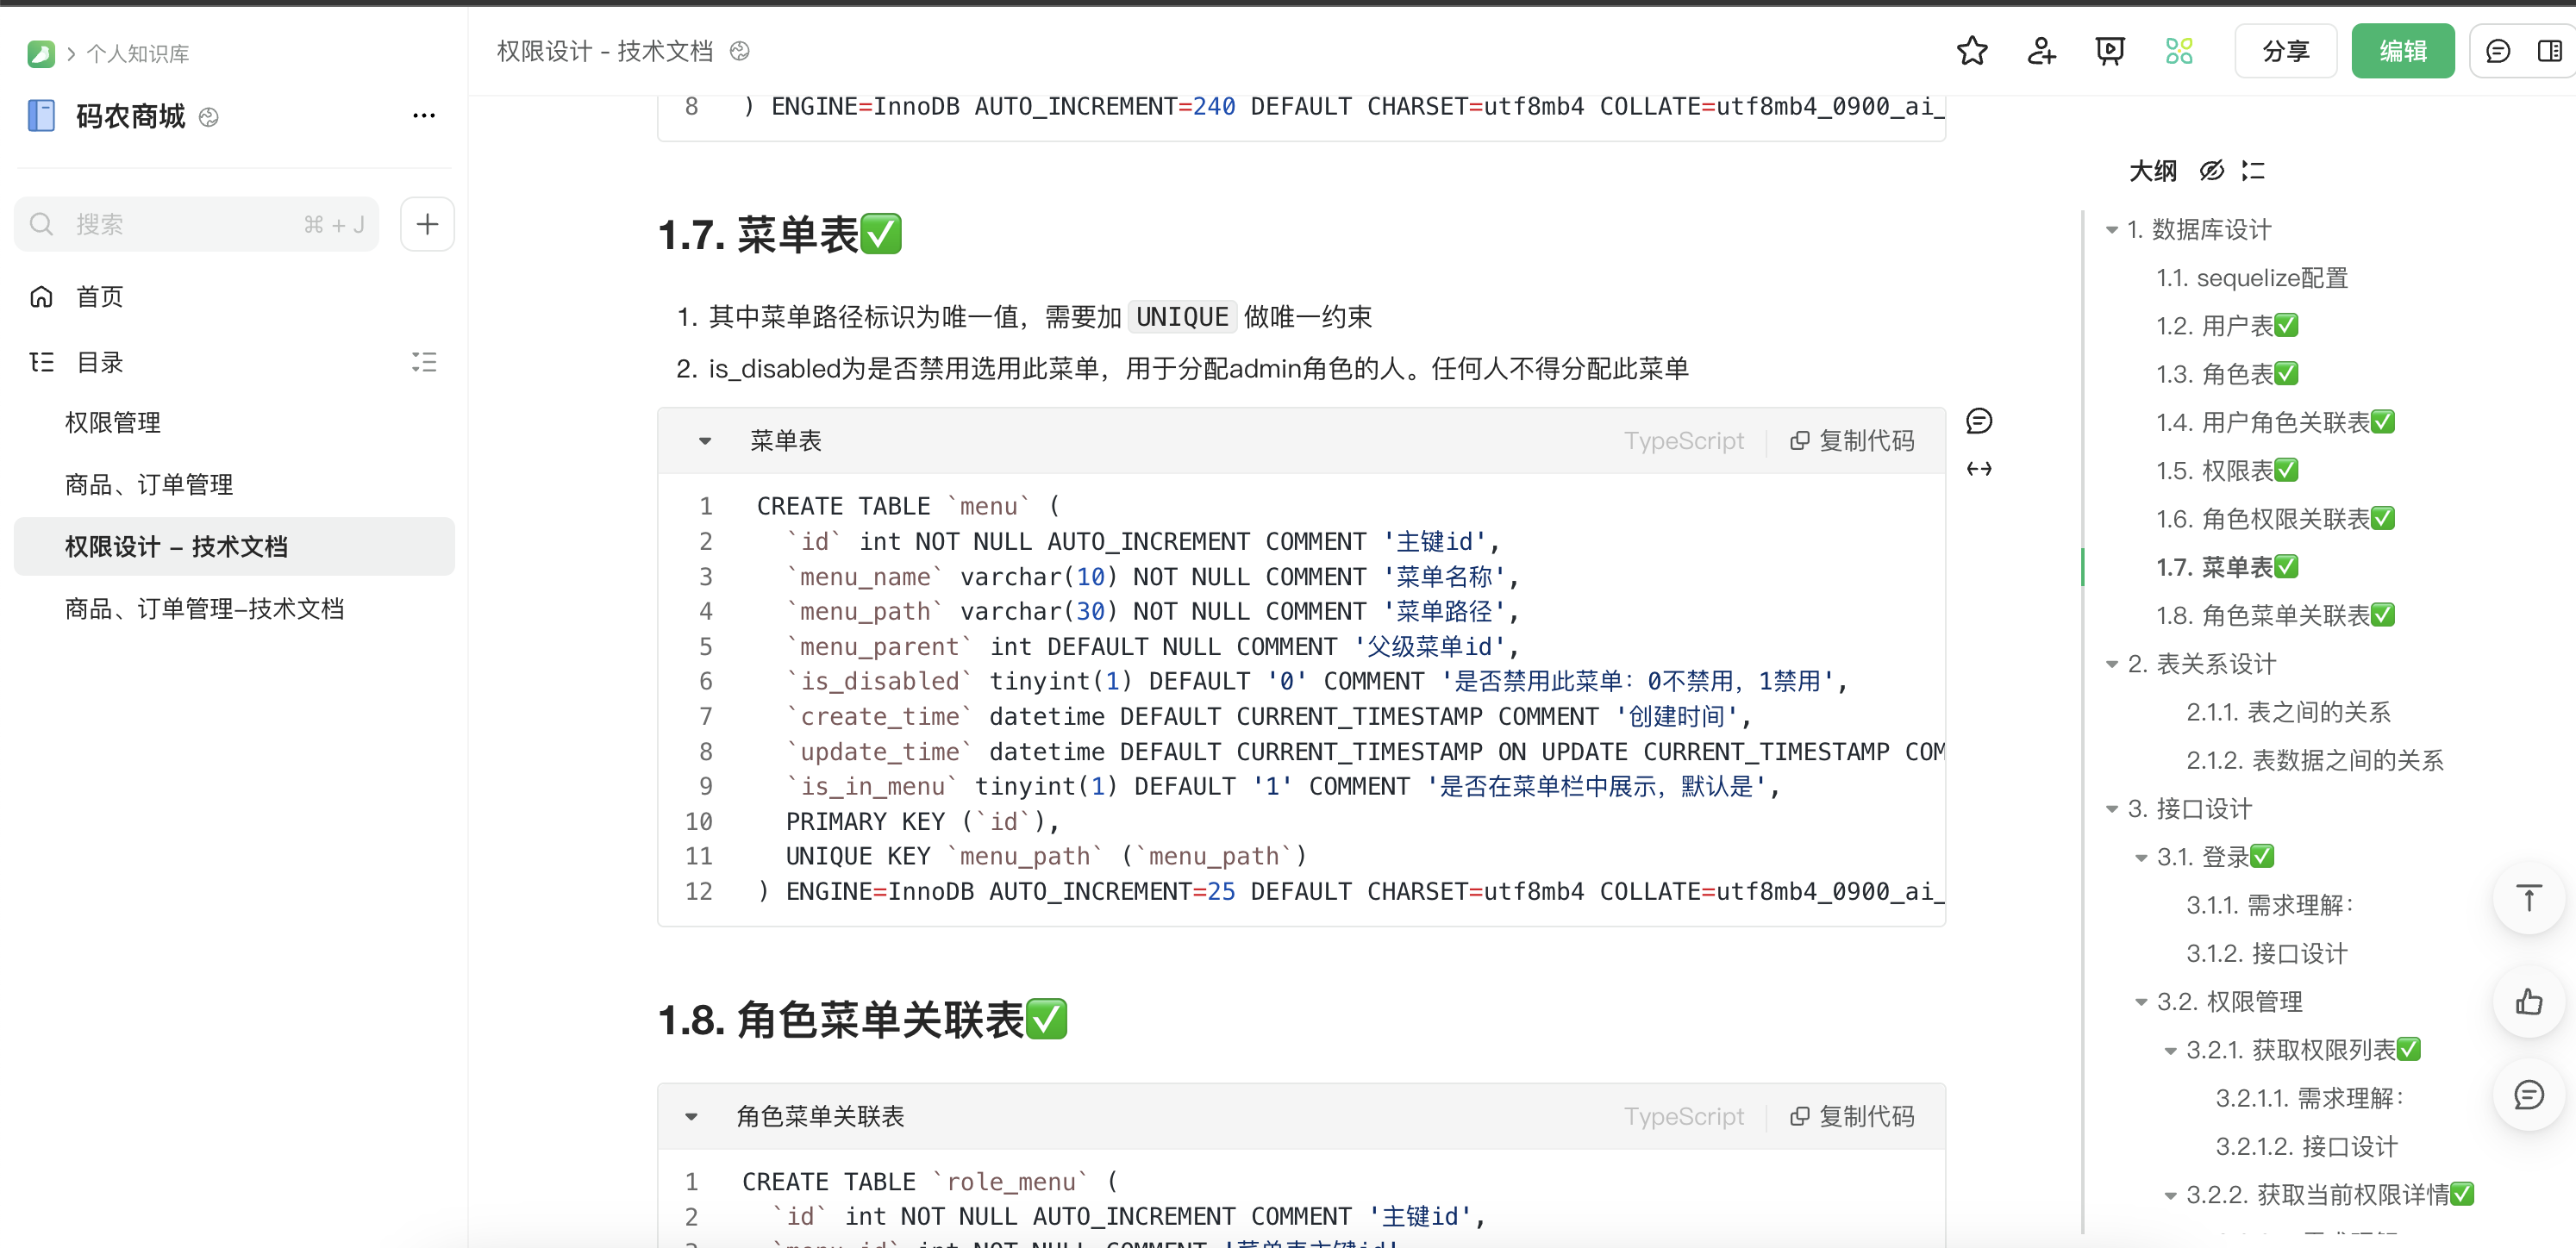 个人知识库
码农商城
搜索 ⌘ + J
首页
目录
权限管理
商品、订单管理
权限设计 – 技术文档
商品、订单管理–技术文档
权限设计 - 技术文档
分享
编辑
8 ) ENGINE=InnoDB AUTO_INCREMENT=240 DEFAULT CHARSET=utf8mb4 COLLATE=utf8mb4_0900_ai_
1.7. 菜单表✅
1. 其中菜单路径标识为唯一值，需要加 UNIQUE 做唯一约束
2. is_disabled为是否禁用选用此菜单，用于分配admin角色的人。任何人不得分配此菜单
菜单表 TypeScript 复制代码
1 CREATE TABLE `menu` (
2 `id` int NOT NULL AUTO_INCREMENT COMMENT '主键id',
3 `menu_name` varchar(10) NOT NULL COMMENT '菜单名称',
4 `menu_path` varchar(30) NOT NULL COMMENT '菜单路径',
5 `menu_parent` int DEFAULT NULL COMMENT '父级菜单id',
6 `is_disabled` tinyint(1) DEFAULT '0' COMMENT '是否禁用此菜单：0不禁用，1禁用',
7 `create_time` datetime DEFAULT CURRENT_TIMESTAMP COMMENT '创建时间',
8 `update_time` datetime DEFAULT CURRENT_TIMESTAMP ON UPDATE CURRENT_TIMESTAMP COM
9 `is_in_menu` tinyint(1) DEFAULT '1' COMMENT '是否在菜单栏中展示，默认是',
10 PRIMARY KEY (`id`),
11 UNIQUE KEY `menu_path` (`menu_path`)
12 ) ENGINE=InnoDB AUTO_INCREMENT=25 DEFAULT CHARSET=utf8mb4 COLLATE=utf8mb4_0900_ai_
1.8. 角色菜单关联表✅
角色菜单关联表 TypeScript 复制代码
1 CREATE TABLE `role_menu` (
2 `id` int NOT NULL AUTO_INCREMENT COMMENT '主键id',
3 `menu_id` int NOT NULL COMMENT '菜单表主键id'
大纲
1. 数据库设计
1.1. sequelize配置
1.2. 用户表✅
1.3. 角色表✅
1.4. 用户角色关联表✅
1.5. 权限表✅
1.6. 角色权限关联表✅
1.7. 菜单表✅
1.8. 角色菜单关联表✅
2. 表关系设计
2.1.1. 表之间的关系
2.1.2. 表数据之间的关系
3. 接口设计
3.1. 登录✅
3.1.1. 需求理解：
3.1.2. 接口设计
3.2. 权限管理
3.2.1. 获取权限列表✅
3.2.1.1. 需求理解：
3.2.1.2. 接口设计
3.2.2. 获取当前权限详情✅